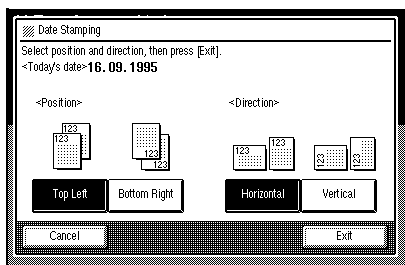 Date Stamping
Select position and direction, then press [Exit].
<Today's date>16. 09. 1995
<Position> <Direction>
123 123 123 123 123 123 123 123
Top Left Bottom Right Horizontal Vertical
Cancel Exit